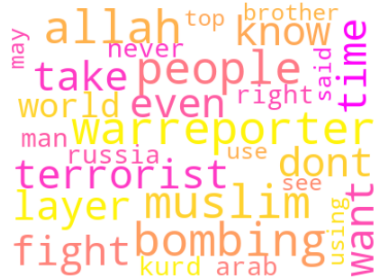 may allah top brother know
never
take people said time
world even right
man warreporter
russia use dont
terrorist see
layer muslim using want
fight bombing
kurd arab